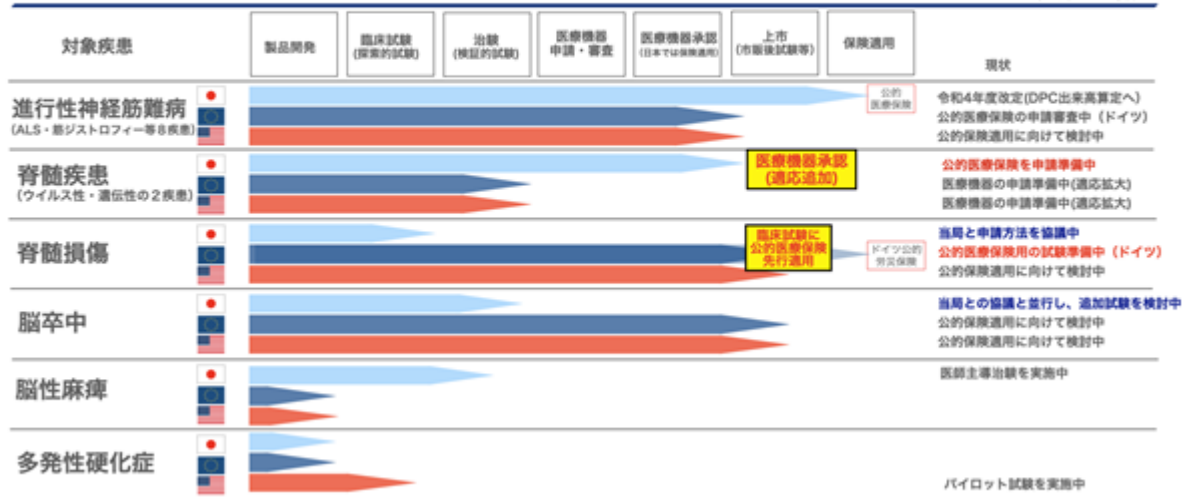 対象疾患
製品開発
臨床試験
(探索的試験)
治験
(検証的試験)
医療機器
申請・審査
医療機器承認
(日本では保険適用)
上市
(市販後試験等)
保険適用
現状
進行性神経筋難病
(ALS・筋ジストロフィー等8疾患)
公的
医療保険
令和4年度改定(DPC出来高算定へ)
公的医療保険の申請審査中(ドイツ)
公的保険適用に向けて検討中
脊髄疾患
(ウイルス性・遺伝性の2疾患)
医療機器承認
(適応追加)
公的医療保険を申請準備中
医療機器の申請準備中(適応拡大)
医療機器の申請準備中(適応拡大)
脊髄損傷
臨床試験に
公的医療保険
先行適用
ドイツ公的
労災保険
当局と申請方法を協議中
公的医療保険用の試験準備中(ドイツ)
公的保険適用に向けて検討中
脳卒中
当局との協議と並行し、追加試験を検討中
公的保険適用に向けて検討中
公的保険適用に向けて検討中
脳性麻痺
医師主導治験を実施中
多発性硬化症
パイロット試験を実施中